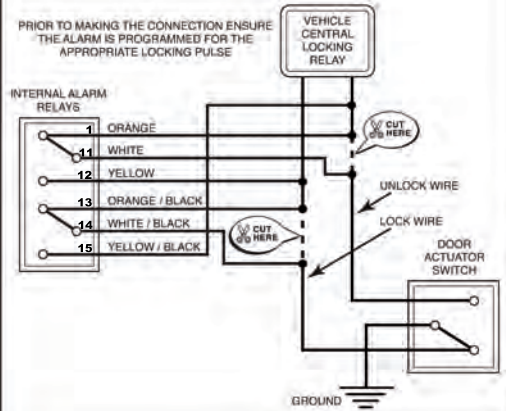 PRIOR TO MAKING THE CONNECTION ENSURE
THE ALARM IS PROGRAMMED FOR THE
APPROPRIATE LOCKING PULSE
VEHICLE
CENTRAL
LOCKING
RELAY
INTERNAL ALARM
RELAYS
1 ORANGE
11 WHITE
12 YELLOW
13 ORANGE / BLACK
14 WHITE / BLACK
15 YELLOW / BLACK
CUT
HERE
CUT
HERE
UNLOCK WIRE
LOCK WIRE
DOOR
ACTUATOR
SWITCH
GROUND